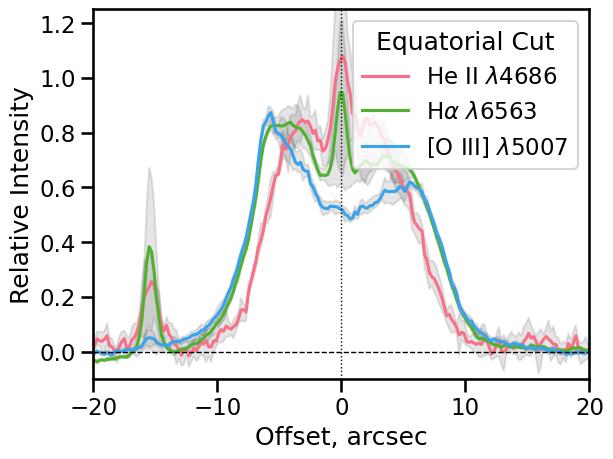 Equatorial Cut
He II λ4686
Hα λ6563
[O III] λ5007
Relative Intensity
1.2
1.0
0.8
0.6
0.4
0.2
0.0
−20 −10 0 10 20
Offset, arcsec